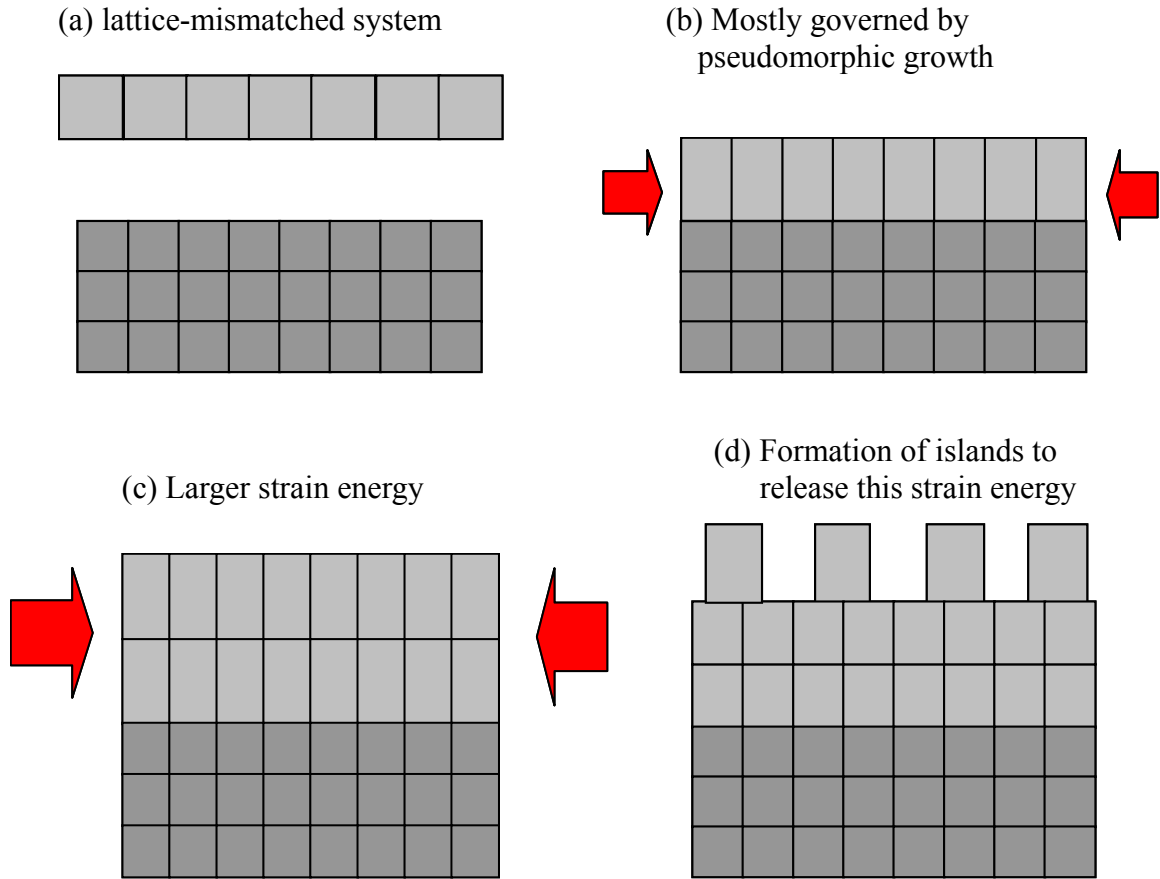 (a) lattice-mismatched system
(b) Mostly governed by
pseudomorphic growth
(c) Larger strain energy
(d) Formation of islands to
release this strain energy